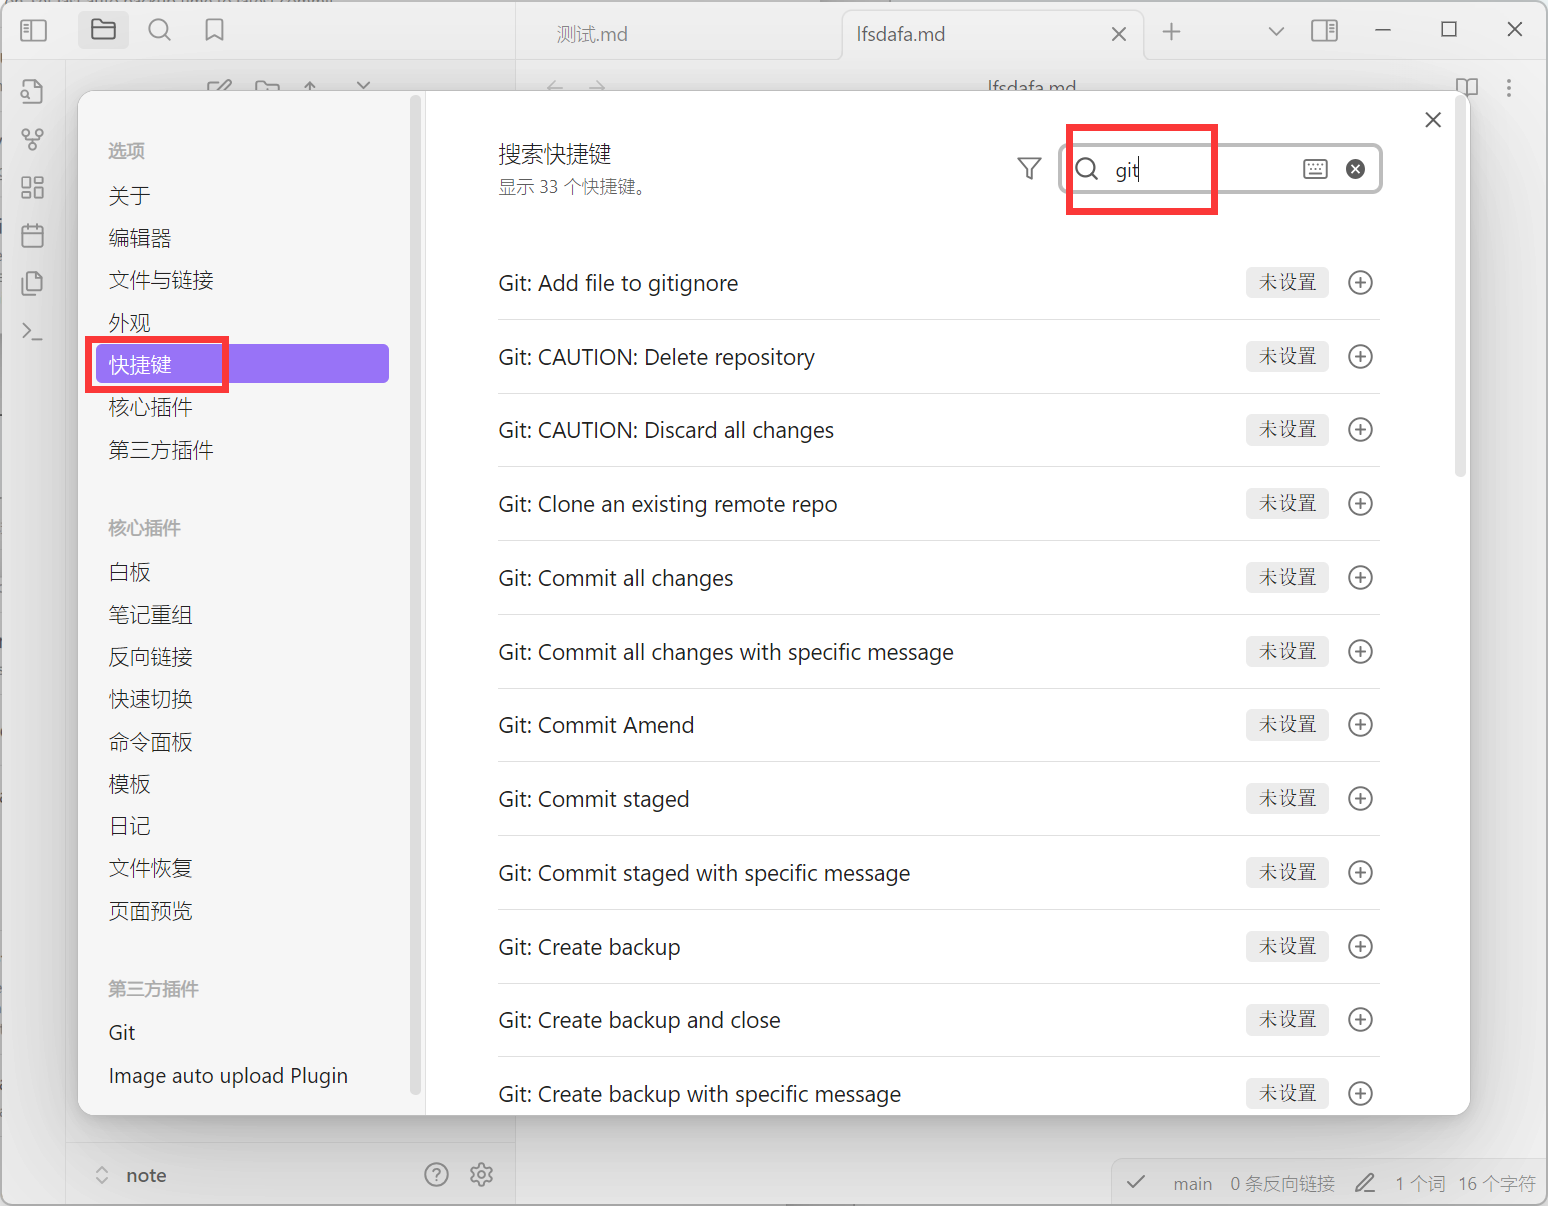 测试.md
lfsdafa.md
lfsdafa.md
选项
关于
编辑器
文件与链接
外观
快捷键
核心插件
第三方插件
核心插件
白板
笔记重组
反向链接
快速切换
命令面板
模板
日记
文件恢复
页面预览
第三方插件
Git
Image auto upload Plugin
搜索快捷键
显示 33 个快捷键。
git
Git: Add file to gitignore
未设置
Git: CAUTION: Delete repository
未设置
Git: CAUTION: Discard all changes
未设置
Git: Clone an existing remote repo
未设置
Git: Commit all changes
未设置
Git: Commit all changes with specific message
未设置
Git: Commit Amend
未设置
Git: Commit staged
未设置
Git: Commit staged with specific message
未设置
Git: Create backup
未设置
Git: Create backup and close
未设置
Git: Create backup with specific message
未设置
note
main
0 条反向链接
1 个词
16 个字符